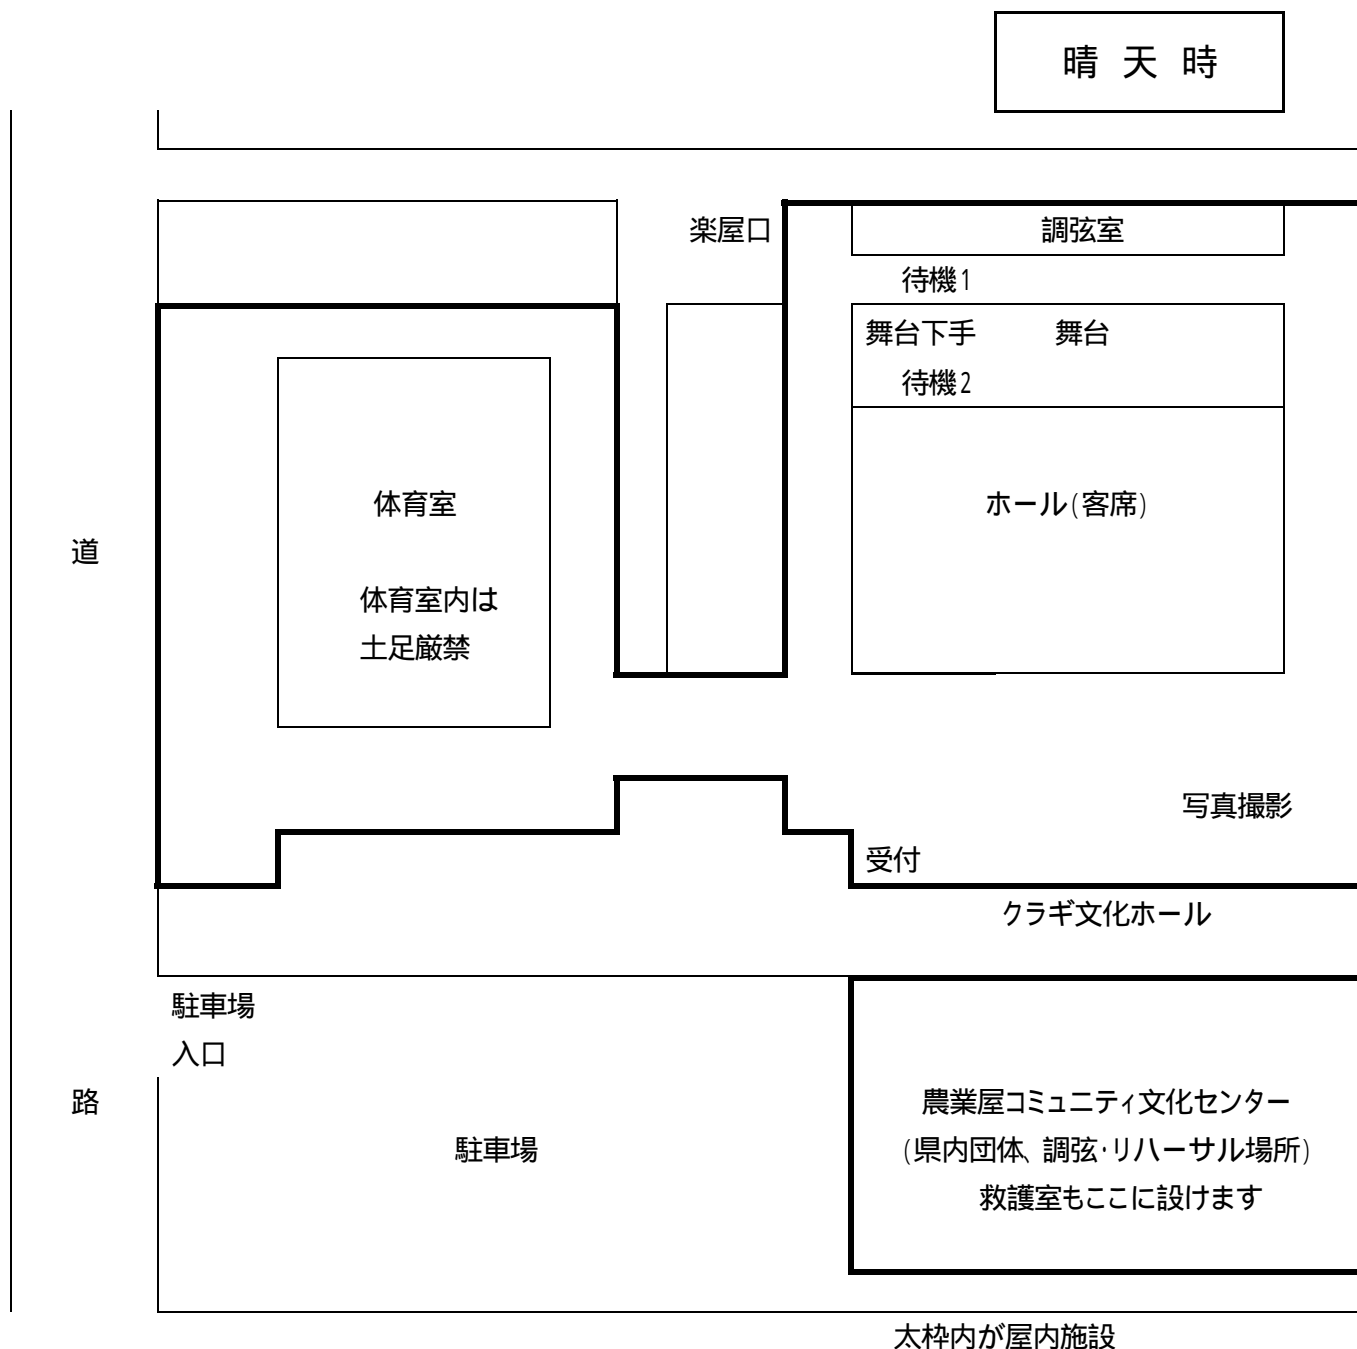 晴天時
楽屋口
調弦室
待機1
舞台下手 舞台
待機2
体育室
ホール(客席)
道
体育室内は
土足厳禁
写真撮影
受付
クラギ文化ホール
駐車場
入口
路
農業屋コミュニティ文化センター
駐車場
(県内団体、調弦・リハーサル場所)
救護室もここに設けます
太枠内が屋内施設